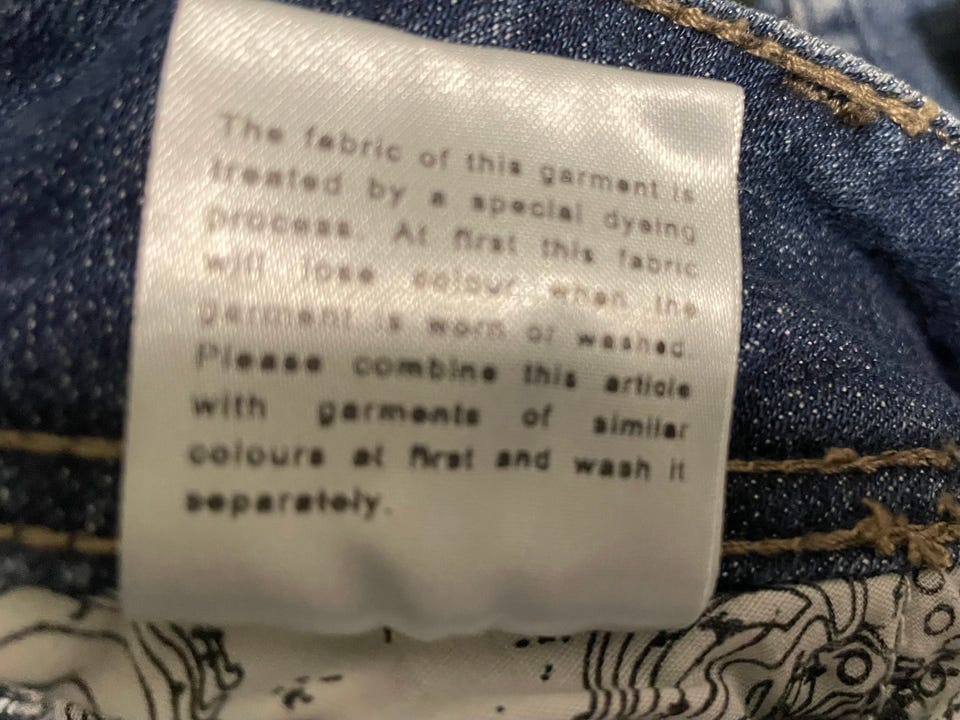 The fabric of this garment is
treated by a special dyeing
process. At first this fabric
will lose colour when the
garment is worn or washed.
Please combine this article
with garments of similar
colours at first and wash it
separately.